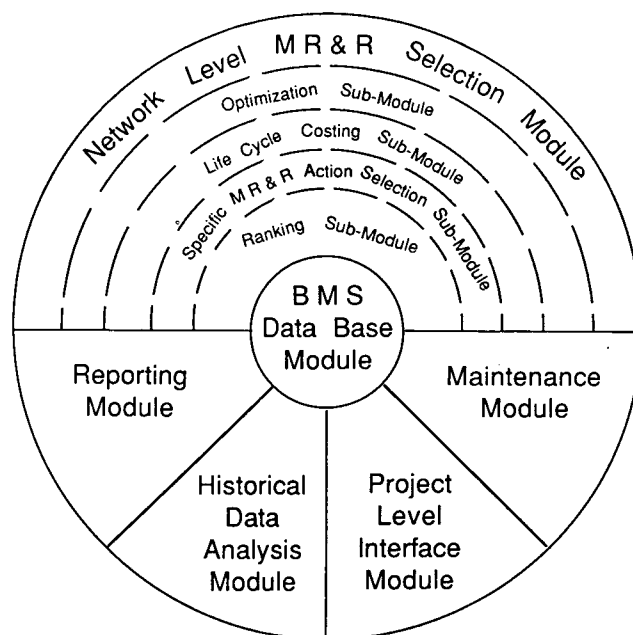 Network Level MR&R Selection Module
Optimization Sub-Module
Life Cycle Costing Sub-Module
Specific MR&R Action Selection Sub-Module
Ranking Sub-Module
BMS
Data Base
Module
Reporting
Module
Maintenance
Module
Historical
Data
Analysis
Module
Project
Level
Interface
Module